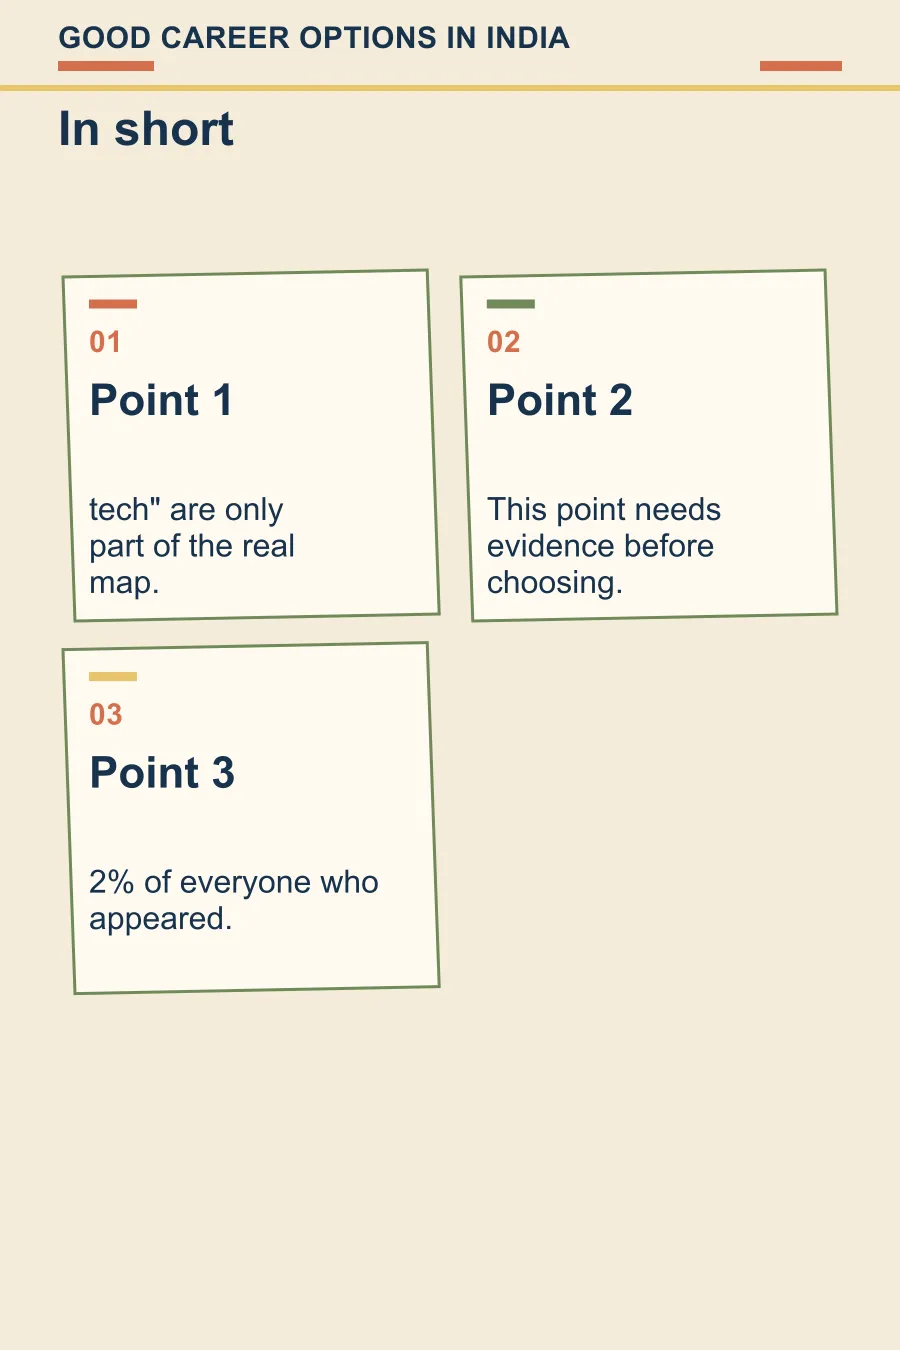 GOOD CAREER OPTIONS IN INDIA
In short
01
Point 1
tech" are only
part of the real
map.
02
Point 2
This point needs
evidence before
choosing.
03
Point 3
2% of everyone who
appeared.